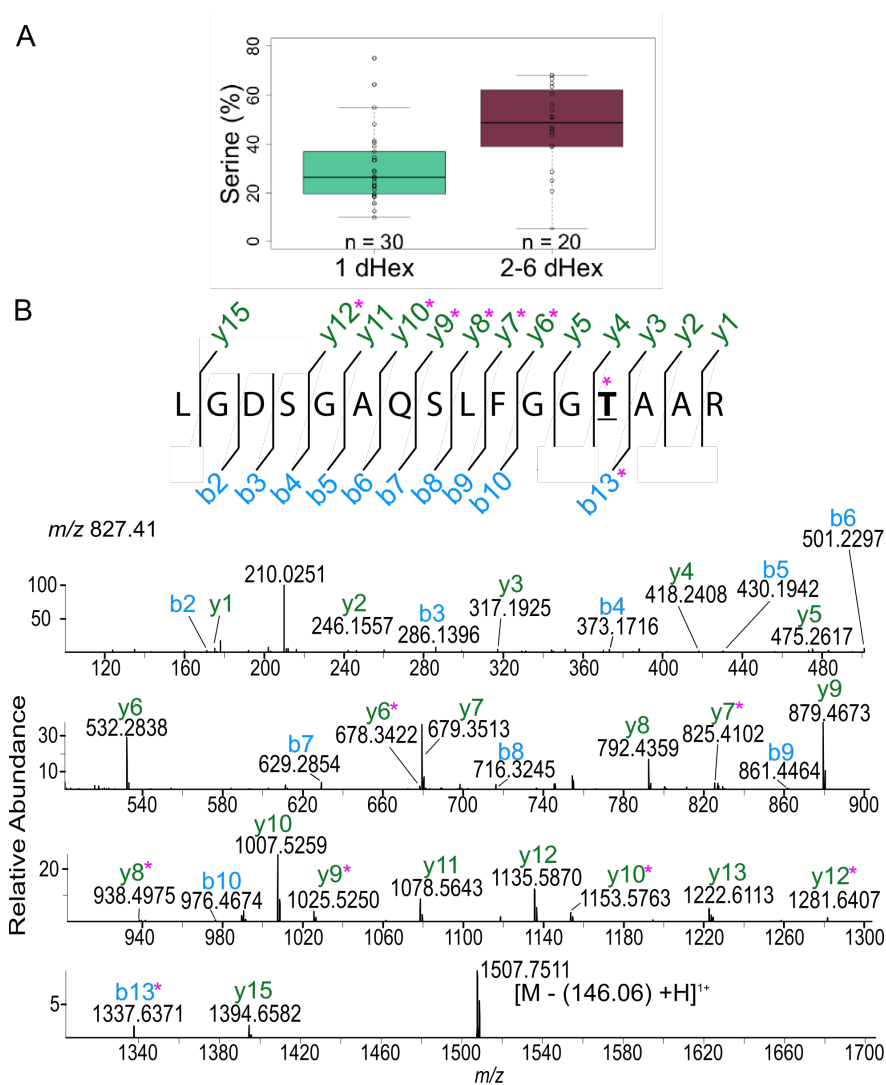 A
Serine (%)
80
60
40
20
0
n = 30
n = 20
1 dHex
2-6 dHex
B
y15 y12* y11 y10* y9* y8* y7* y6* y5 y4 y3 y2 y1
*
L G D S G A Q S L F G G T A A R
b2 b3 b4 b5 b6 b7 b8 b9 b10 b13*
m/z 827.41
b6
501.2297
100
50
b2
y1
210.0251
y2
246.1557
b3
286.1396
y3
317.1925
b4
373.1716
y4
418.2408
b5
430.1942
y5
475.2617
120 160 200 240 280 320 360 400 440 480
Relative Abundance
30
10
y6
532.2838
b7
629.2854
y6*
678.3422
y7
679.3513
b8
716.3245
y8
792.4359
y7*
825.4102
b9
861.4464
y9
879.4673
540 580 620 660 700 740 780 820 860 900
20
y8*
938.4975
b10
976.4674
y10
1007.5259
y9*
1025.5250
y11
1078.5643
y12
1135.5870
y10*
1153.5763
y13
1222.6113
y12*
1281.6407
940 980 1020 1060 1100 1140 1180 1220 1260 1300
5
b13*
1337.6371
y15
1394.6582
1507.7511
[M - (146.06) +H]¹⁺
1340 1380 1420 1460 1500 1540 1580 1620 1660 1700
m/z